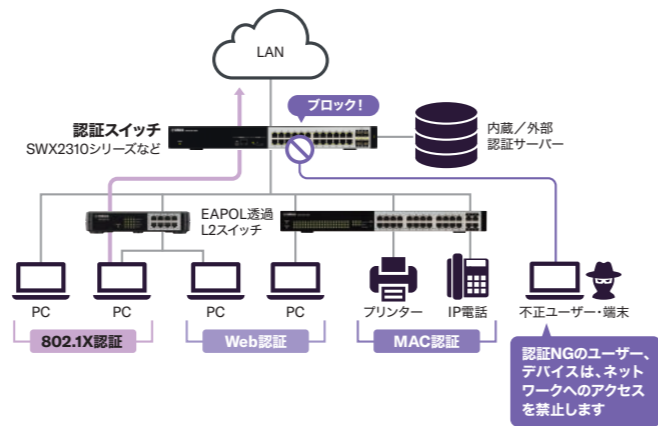 LAN
ブロック！
認証スイッチ
SWX2310シリーズなど
内蔵／外部
認証サーバー
EAPOL透過
L2スイッチ
PC
PC
PC
PC
プリンター
IP電話
不正ユーザー・端末
802.1X認証
Web認証
MAC認証
認証NGのユーザー、
デバイスは、ネット
ワークへのアクセス
を禁止します